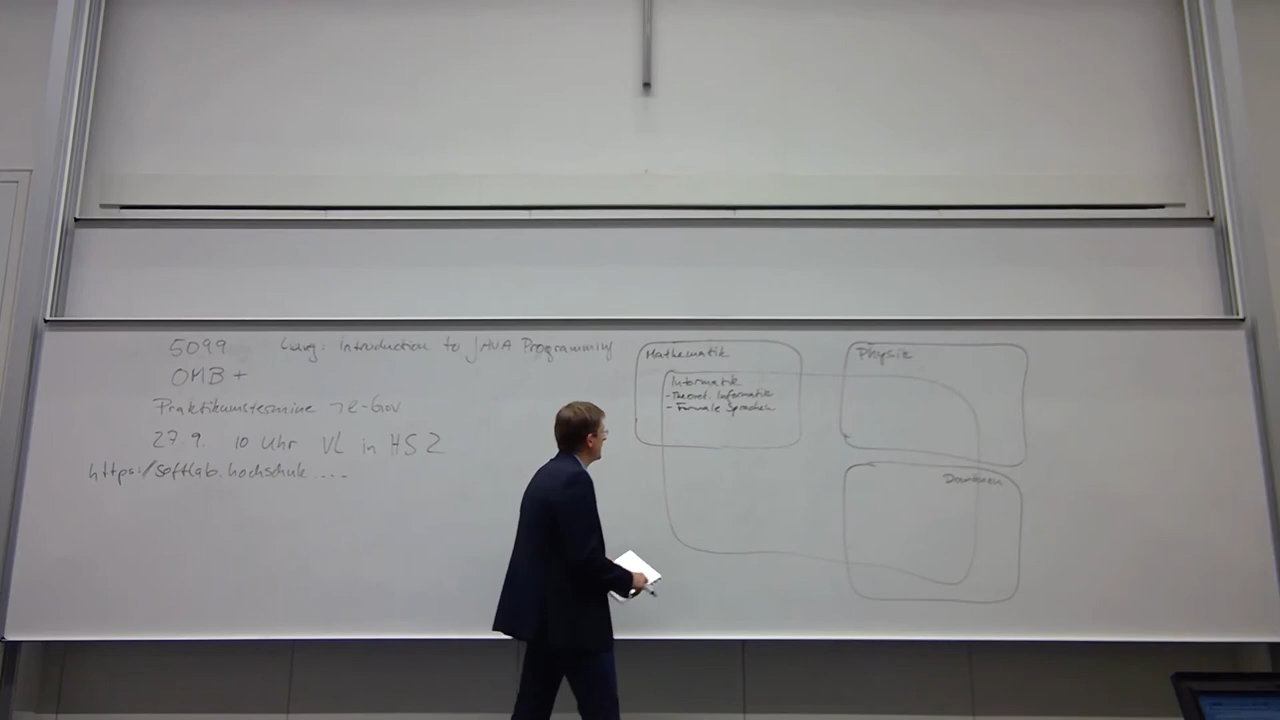 5099 Lang: Introduction to JAVA Programming
OMB +
Praktikumstermine → e-Gov
27.9. 10 Uhr VL in HS 2
https://softlab.hochschule....
Mathematik
Informatik
- Theoret. Informatik
- Formale Sprachen
Physik
Domänen